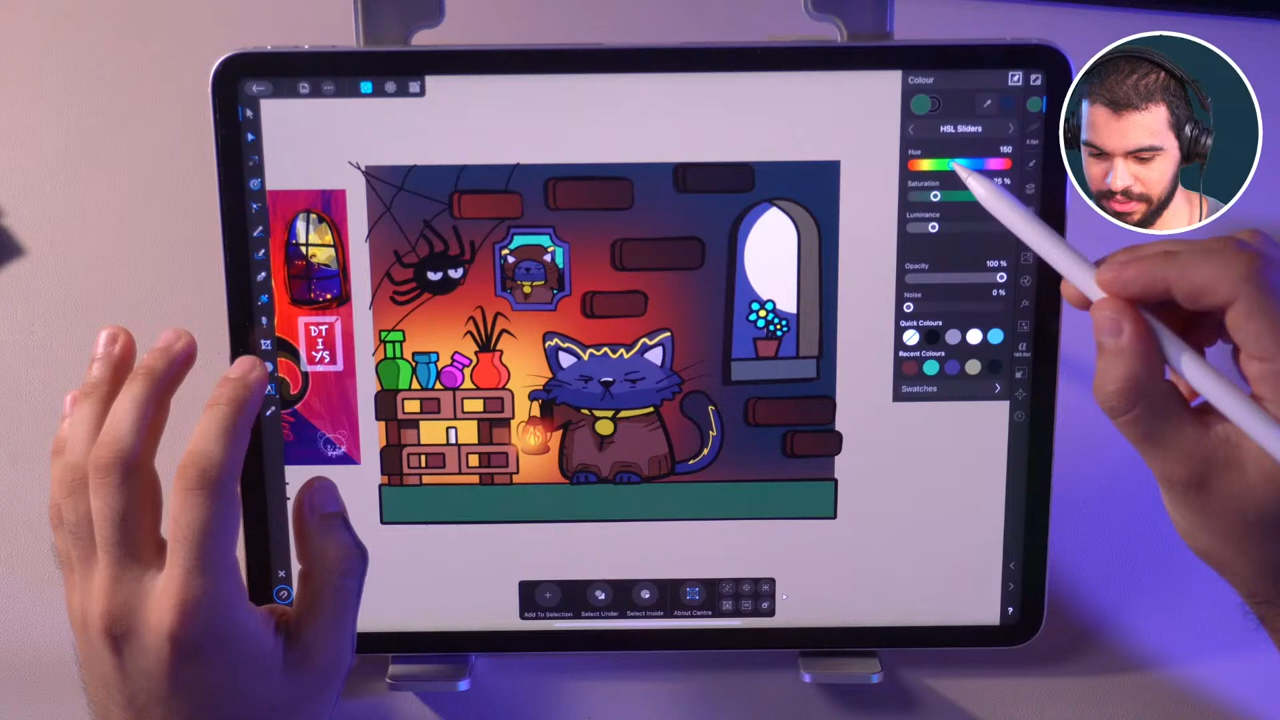 Colour
HSL Sliders
Hue
150
Saturation
Luminance
Opacity
100 %
Noise
0 %
Quick Colours
Recent Colours
Swatches
DT
I
YS
Add To Selection
Select Under
Select Inside
About Centre
?